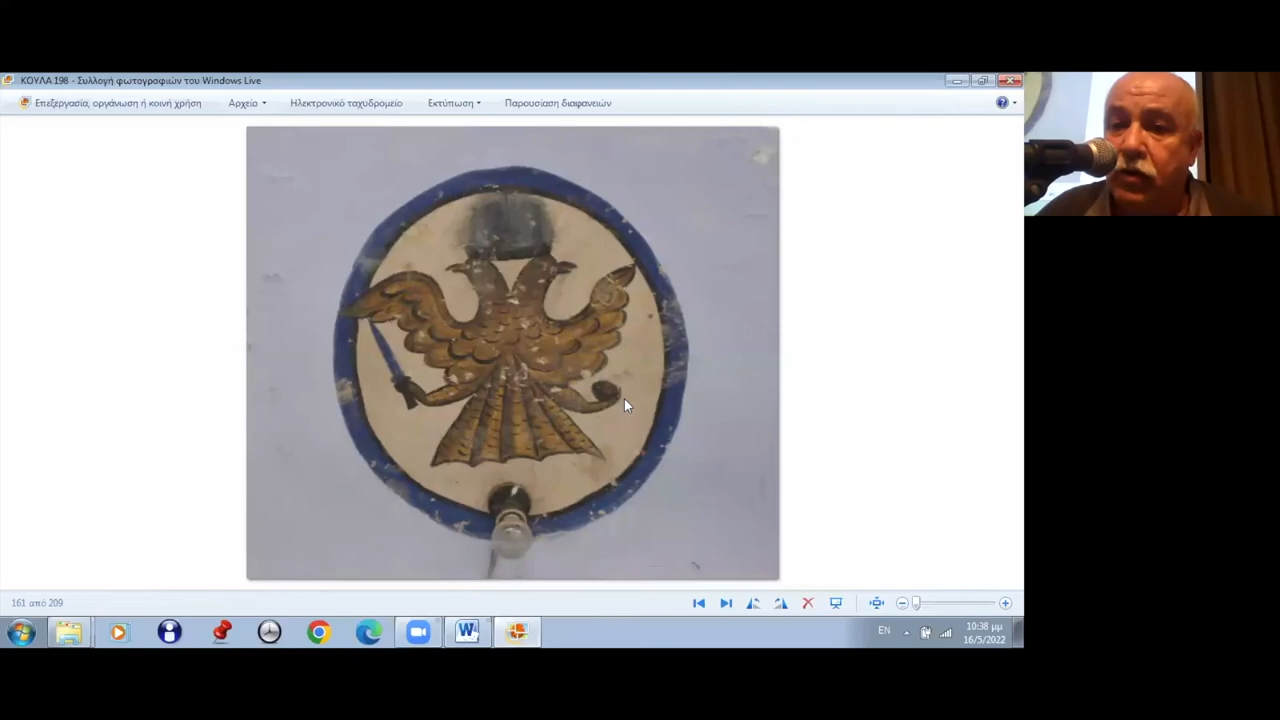 ΚΟΥΛΑ 198 - Συλλογή φωτογραφιών του Windows Live
Επεξεργασία, οργάνωση ή κοινή χρήση Αρχείο Ηλεκτρονικό ταχυδρομείο Εκτύπωση Παρουσίαση διαφανειών
161 από 209
EN
10:38 μμ
16/5/2022